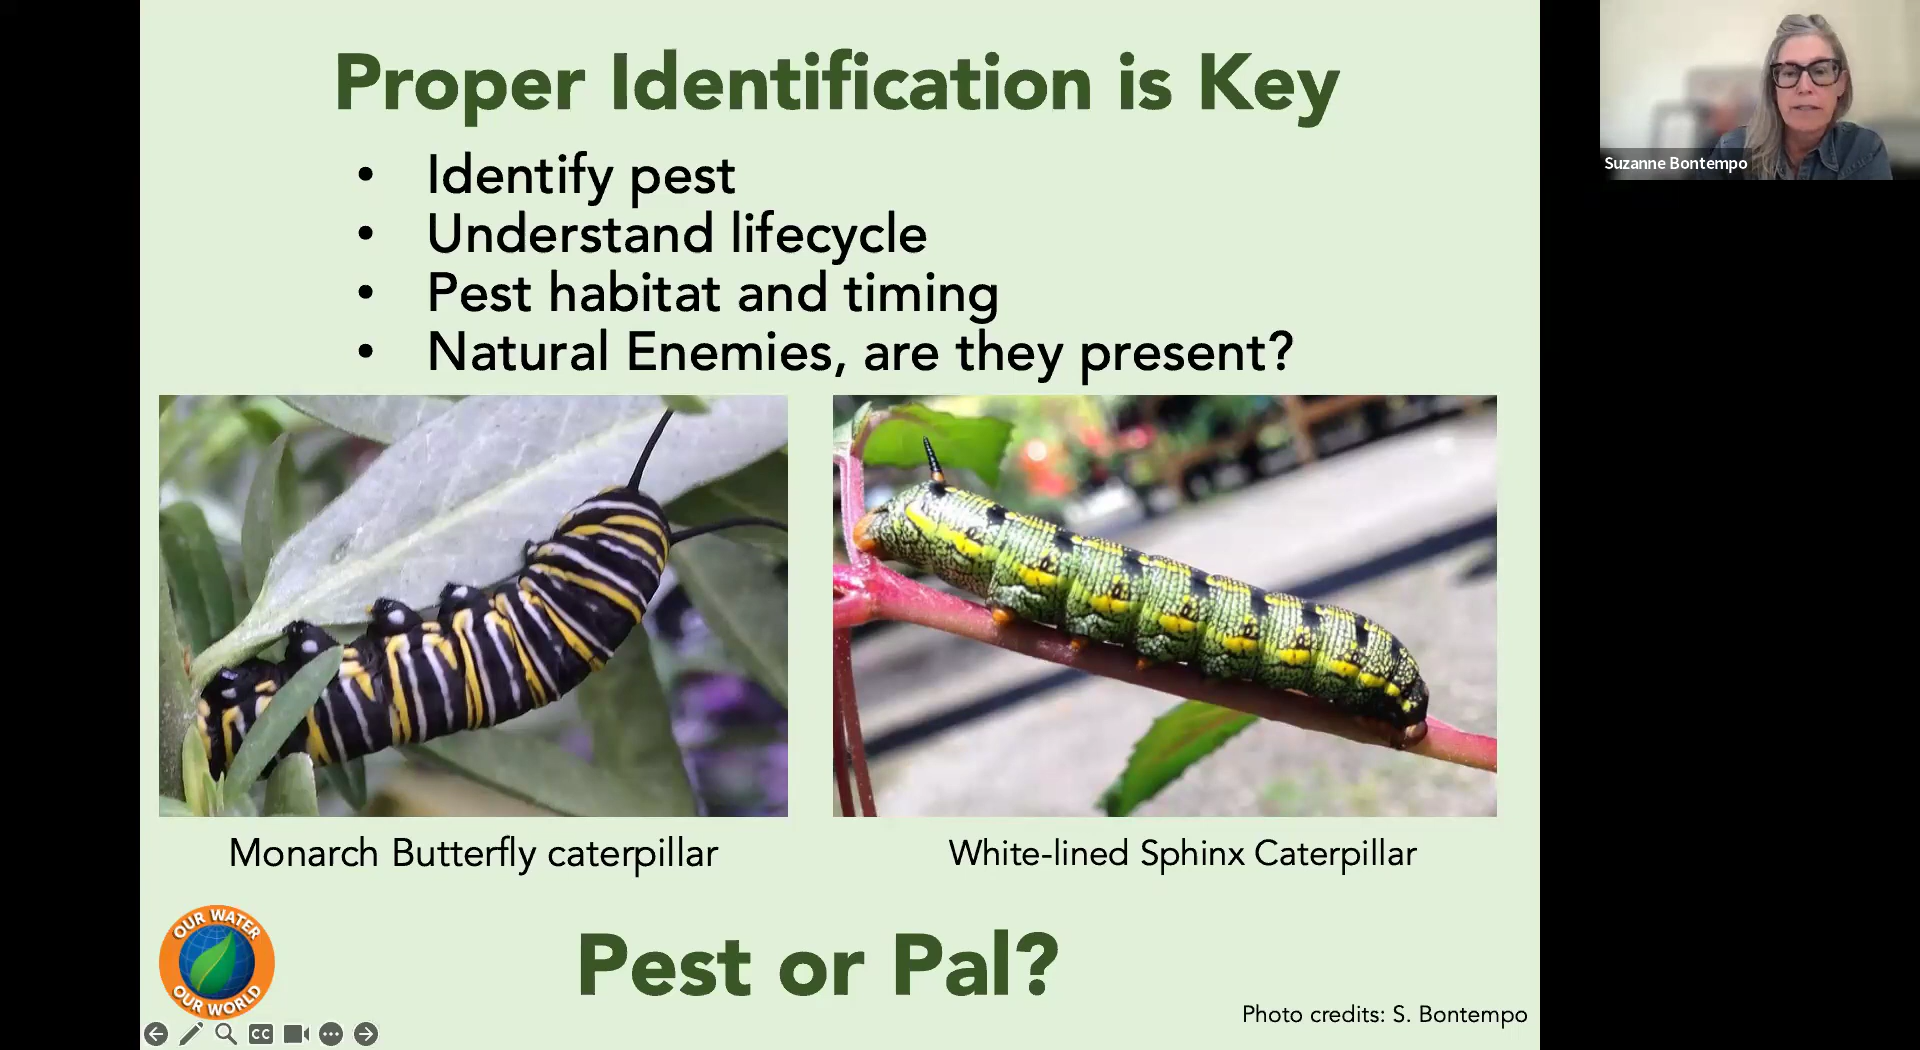 Proper Identification is Key
• Identify pest
• Understand lifecycle
• Pest habitat and timing
• Natural Enemies, are they present?
Suzanne Bontempo
Monarch Butterfly caterpillar
White-lined Sphinx Caterpillar
OUR WATER
OUR WORLD
Pest or Pal?
Photo credits: S. Bontempo
CC